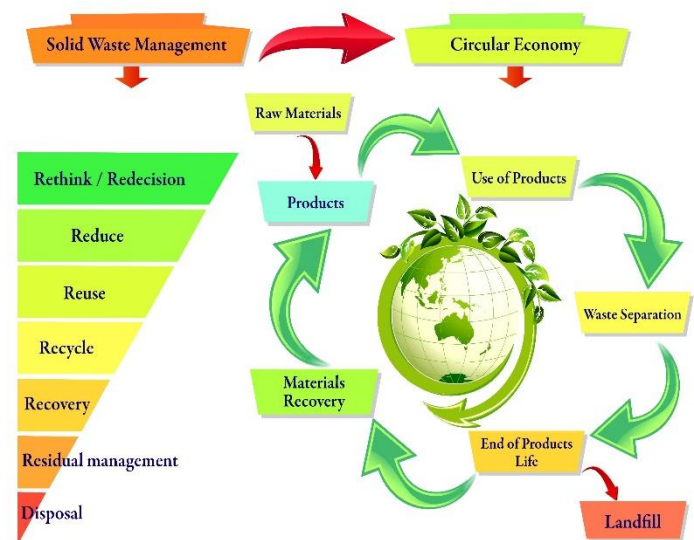 Solid Waste Management
Circular Economy
Raw Materials
Rethink / Redecision
Products
Use of Products
Reduce
Reuse
Waste Separation
Recycle
Materials
Recovery
Recovery
End of Products
Life
Residual management
Disposal
Landfill